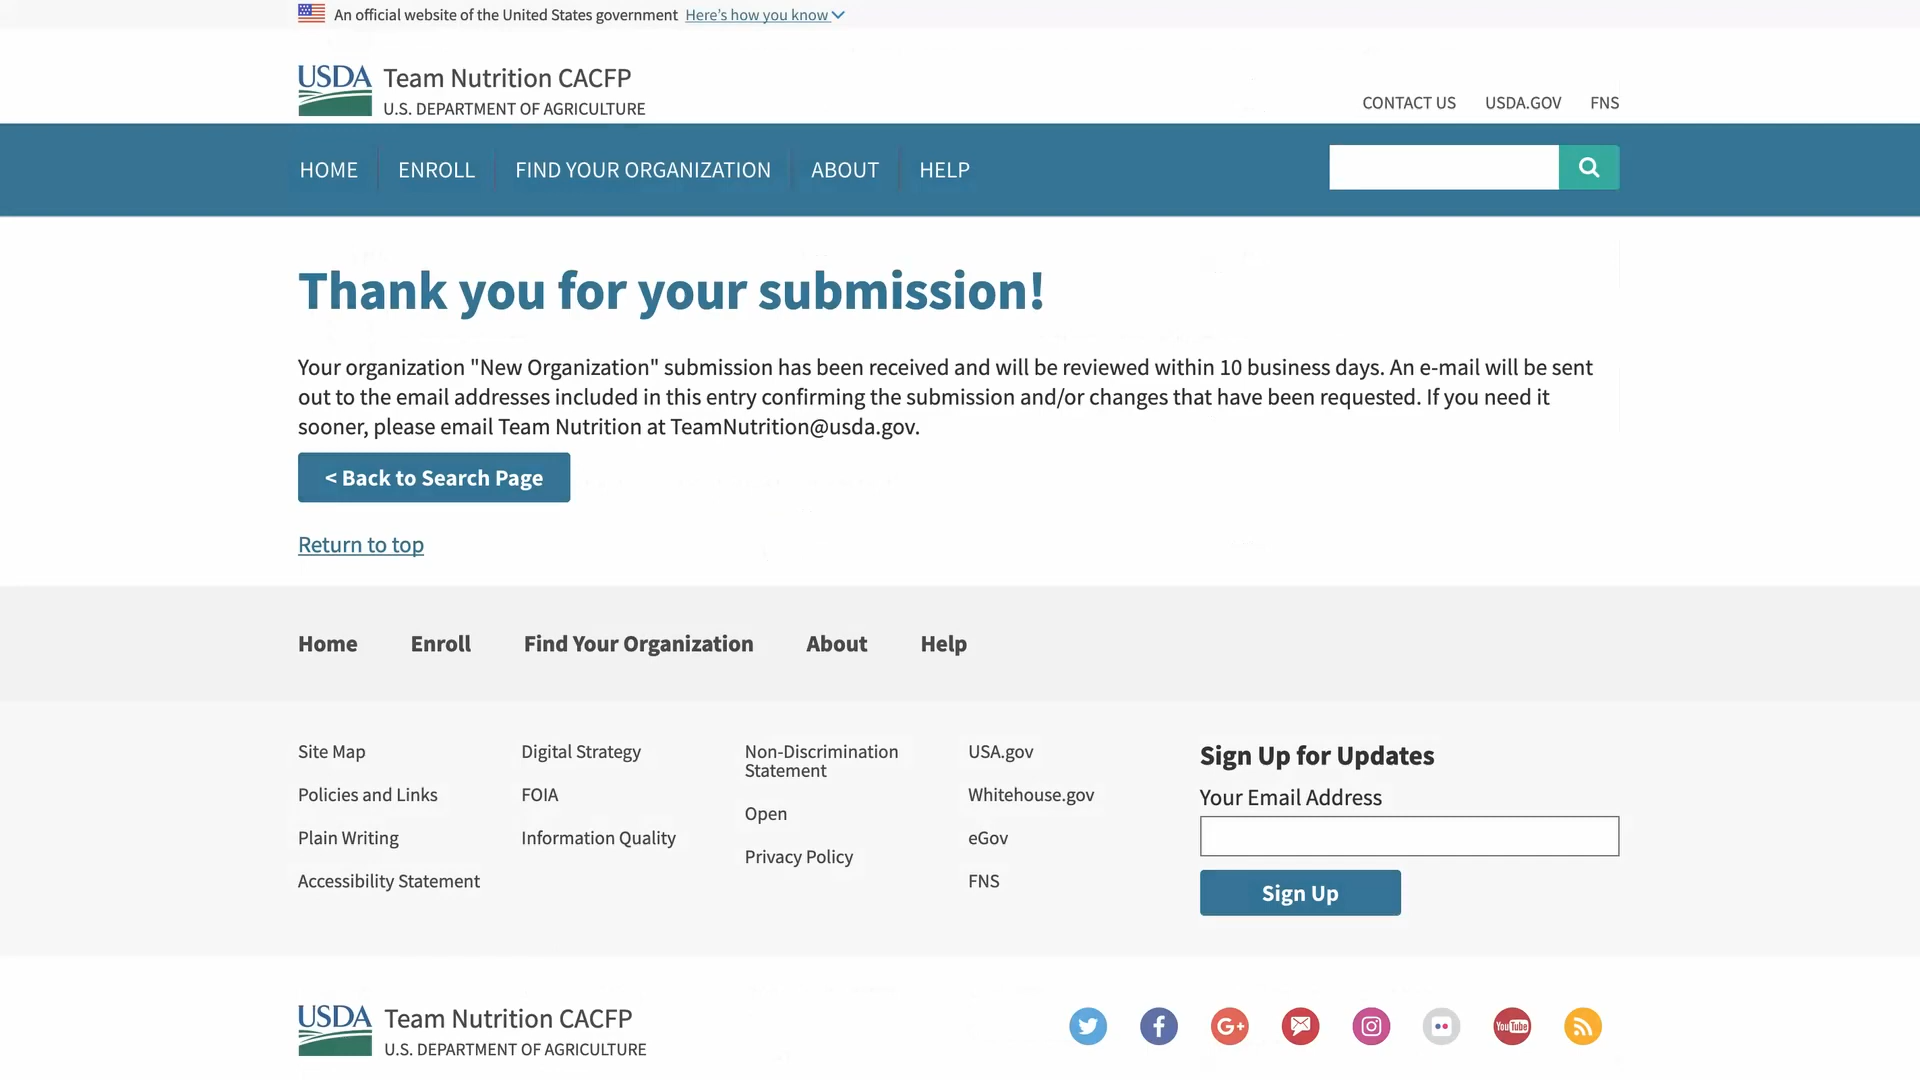 An official website of the United States government Here's how you know
USDA Team Nutrition CACFP
U.S. DEPARTMENT OF AGRICULTURE
CONTACT US USDA.GOV FNS
HOME ENROLL FIND YOUR ORGANIZATION ABOUT HELP
Thank you for your submission!
Your organization "New Organization" submission has been received and will be reviewed within 10 business days. An e-mail will be sent
out to the email addresses included in this entry confirming the submission and/or changes that have been requested. If you need it
sooner, please email Team Nutrition at TeamNutrition@usda.gov.
< Back to Search Page
Return to top
Home Enroll Find Your Organization About Help
Site Map
Policies and Links
Plain Writing
Accessibility Statement
Digital Strategy
FOIA
Information Quality
Non-Discrimination
Statement
Open
Privacy Policy
USA.gov
Whitehouse.gov
eGov
FNS
Sign Up for Updates
Your Email Address
Sign Up
USDA Team Nutrition CACFP
U.S. DEPARTMENT OF AGRICULTURE
G+
YouTube